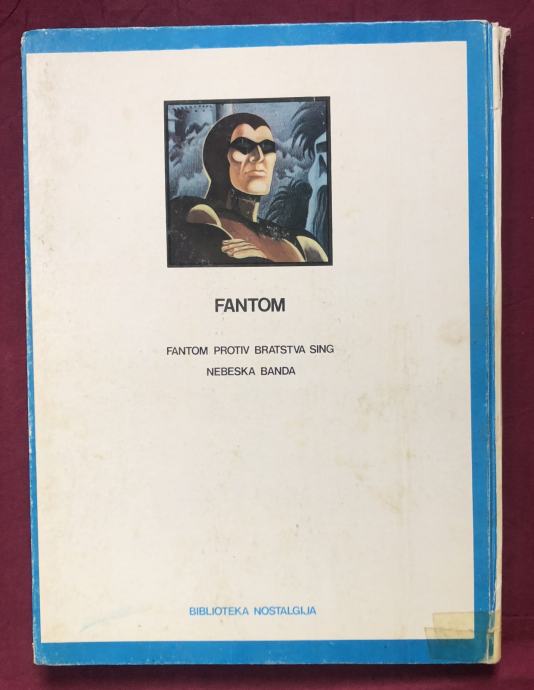 FANTOM
FANTOM PROTIV BRATSTVA SING
NEBESKA BANDA
BIBLIOTEKA NOSTALGIJA